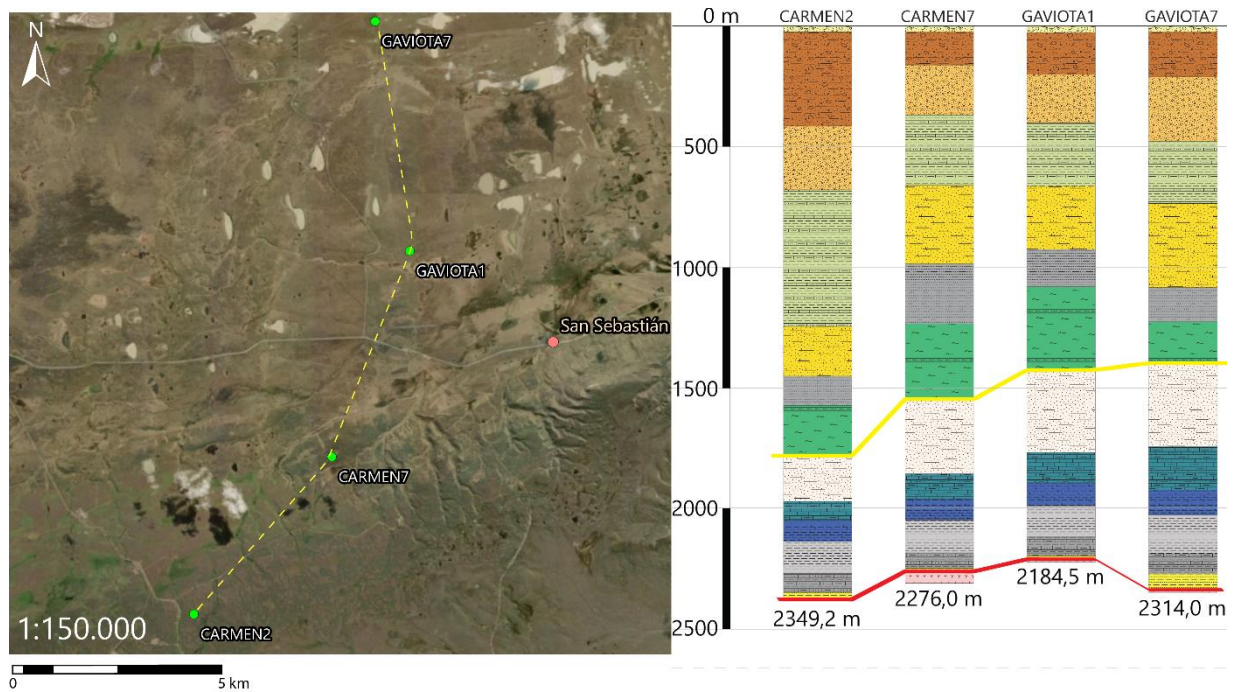 N
GAVIOTA7
GAVIOTA1
San Sebastián
CARMEN7
CARMEN2
1:150.000
0 5 km
CARMEN2 CARMEN7 GAVIOTA1 GAVIOTA7
0 m
500
1000
1500
2000
2500
2349,2 m
2276,0 m
2184,5 m
2314,0 m